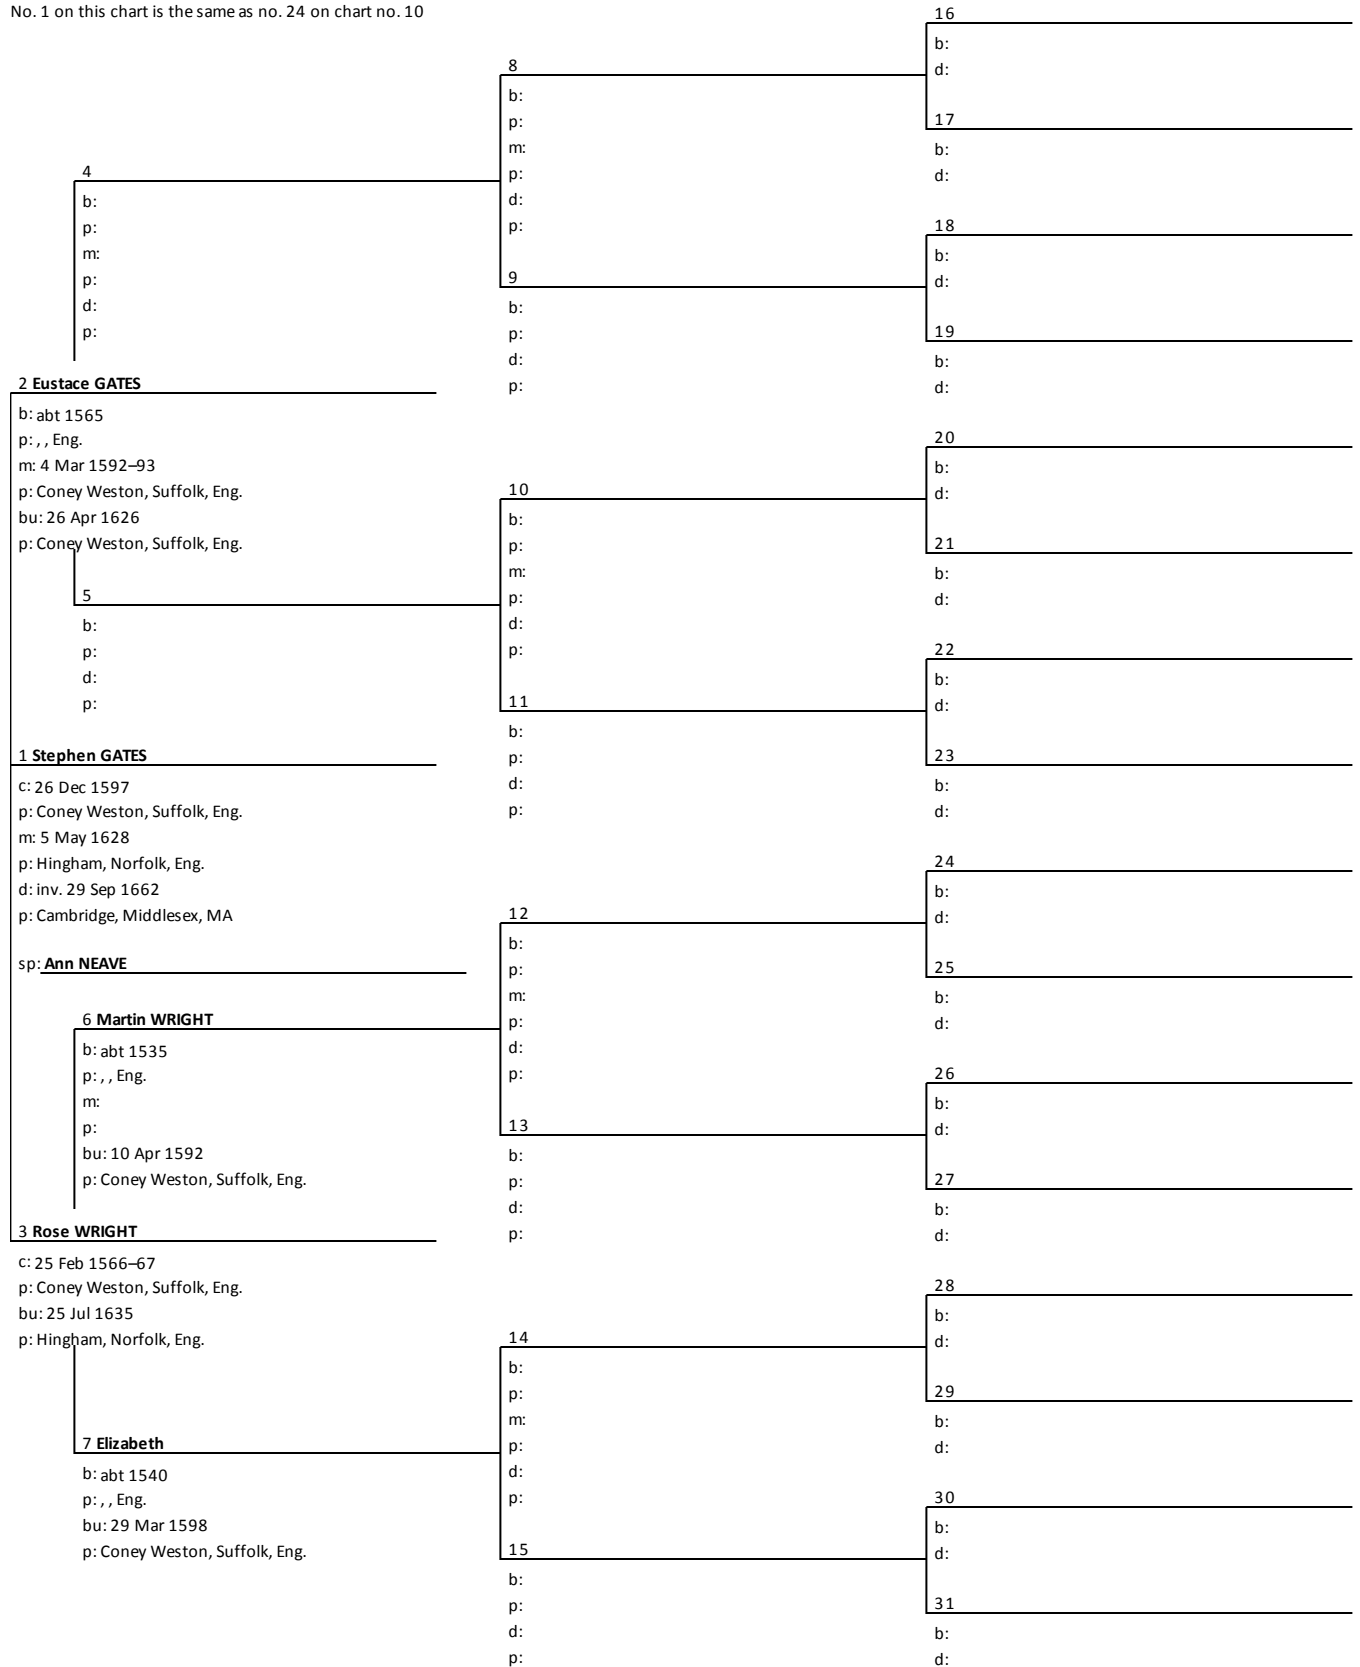 No. 1 on this chart is the same as no. 24 on chart no. 10
4
b:
p:
m:
p:
d:
p:
2 Eustace GATES
b: abt 1565
p: , , Eng.
m: 4 Mar 1592–93
p: Coney Weston, Suffolk, Eng.
bu: 26 Apr 1626
p: Coney Weston, Suffolk, Eng.
5
b:
p:
d:
p:
1 Stephen GATES
c: 26 Dec 1597
p: Coney Weston, Suffolk, Eng.
m: 5 May 1628
p: Hingham, Norfolk, Eng.
d: inv. 29 Sep 1662
p: Cambridge, Middlesex, MA
sp: Ann NEAVE
6 Martin WRIGHT
b: abt 1535
p: , , Eng.
m:
p:
bu: 10 Apr 1592
p: Coney Weston, Suffolk, Eng.
3 Rose WRIGHT
c: 25 Feb 1566–67
p: Coney Weston, Suffolk, Eng.
bu: 25 Jul 1635
p: Hingham, Norfolk, Eng.
7 Elizabeth
b: abt 1540
p: , , Eng.
bu: 29 Mar 1598
p: Coney Weston, Suffolk, Eng.
8
b:
p:
m:
p:
d:
p:
9
b:
p:
d:
p:
10
b:
p:
m:
p:
d:
p:
11
b:
p:
d:
p:
12
b:
p:
m:
p:
d:
p:
13
b:
p:
d:
p:
14
b:
p:
m:
p:
d:
p:
15
b:
p:
d:
p:
16
b:
d:
17
b:
d:
18
b:
d:
19
b:
d:
20
b:
d:
21
b:
d:
22
b:
d:
23
b:
d:
24
b:
d:
25
b:
d:
26
b:
d:
27
b:
d:
28
b:
d:
29
b:
d:
30
b:
d:
31
b:
d: